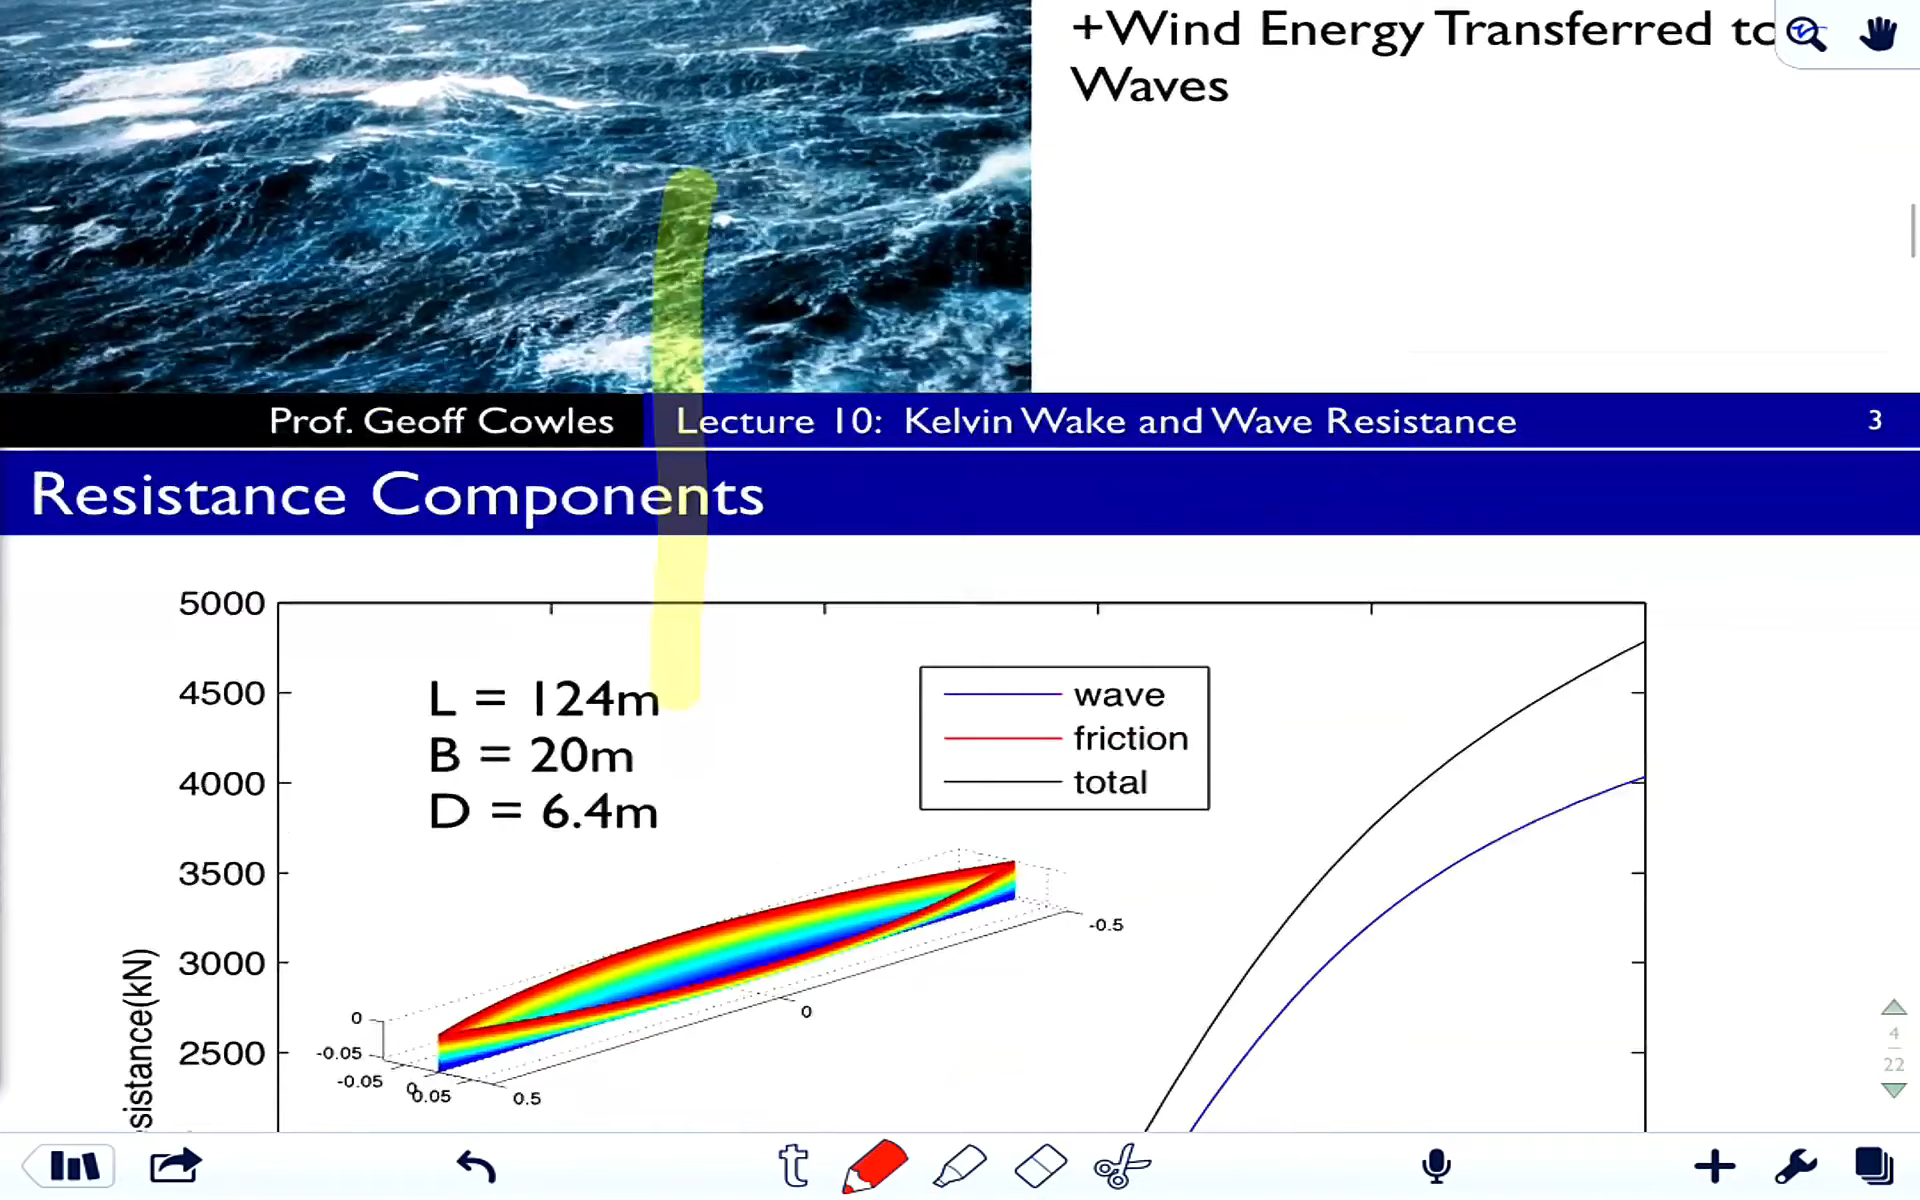 +Wind Energy Transferred to
Waves
Prof. Geoff Cowles
Lecture 10: Kelvin Wake and Wave Resistance
3
Resistance Components
5000
4500
4000
3500
3000
2500
sistance(kN)
L = 124m
B = 20m
D = 6.4m
wave
friction
total
-0.5
0
0
-0.05
-0.05
0
0.05
0.5
4
22
t